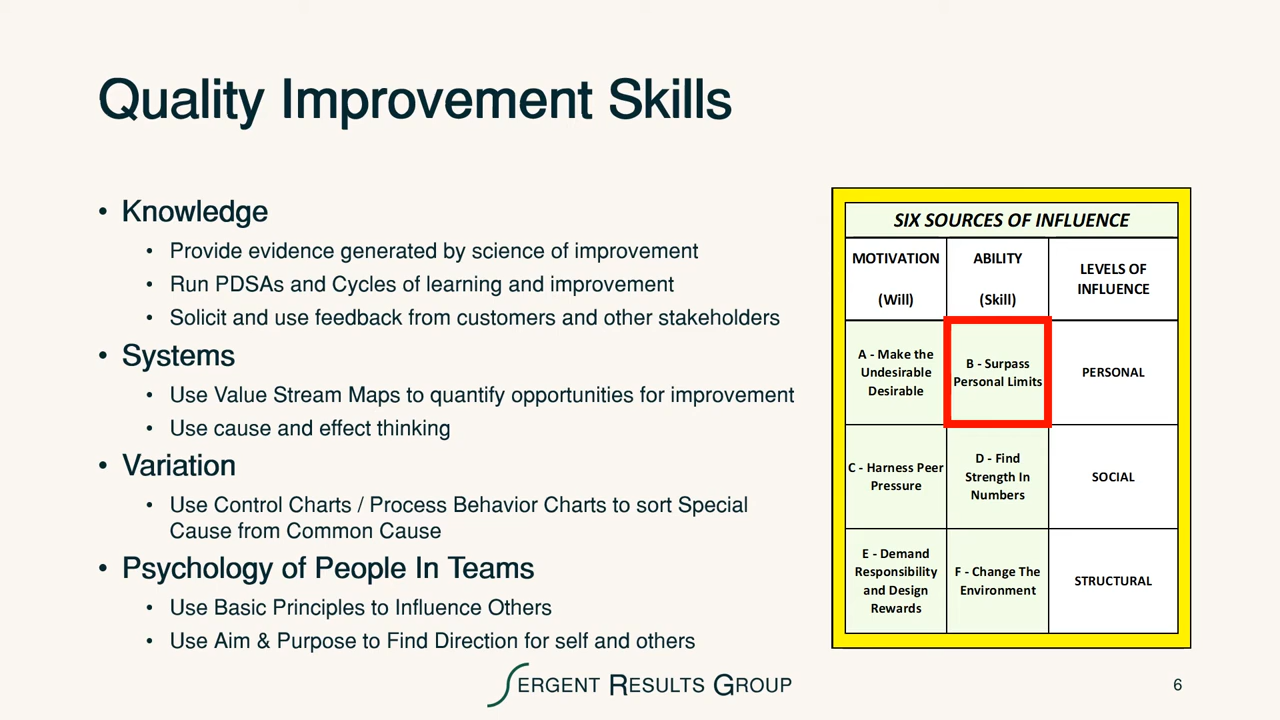 Quality Improvement Skills
• Knowledge
• Provide evidence generated by science of improvement
• Run PDSAs and Cycles of learning and improvement
• Solicit and use feedback from customers and other stakeholders
• Systems
• Use Value Stream Maps to quantify opportunities for improvement
• Use cause and effect thinking
• Variation
• Use Control Charts / Process Behavior Charts to sort Special
Cause from Common Cause
• Psychology of People In Teams
• Use Basic Principles to Influence Others
• Use Aim & Purpose to Find Direction for self and others
SIX SOURCES OF INFLUENCE
MOTIVATION
(Will)
ABILITY
(Skill)
LEVELS OF
INFLUENCE
A - Make the
Undesirable
Desirable
B - Surpass
Personal Limits
PERSONAL
C - Harness Peer
Pressure
D - Find
Strength In
Numbers
SOCIAL
E - Demand
Responsibility
and Design
Rewards
F - Change The
Environment
STRUCTURAL
SERGENT RESULTS GROUP
6